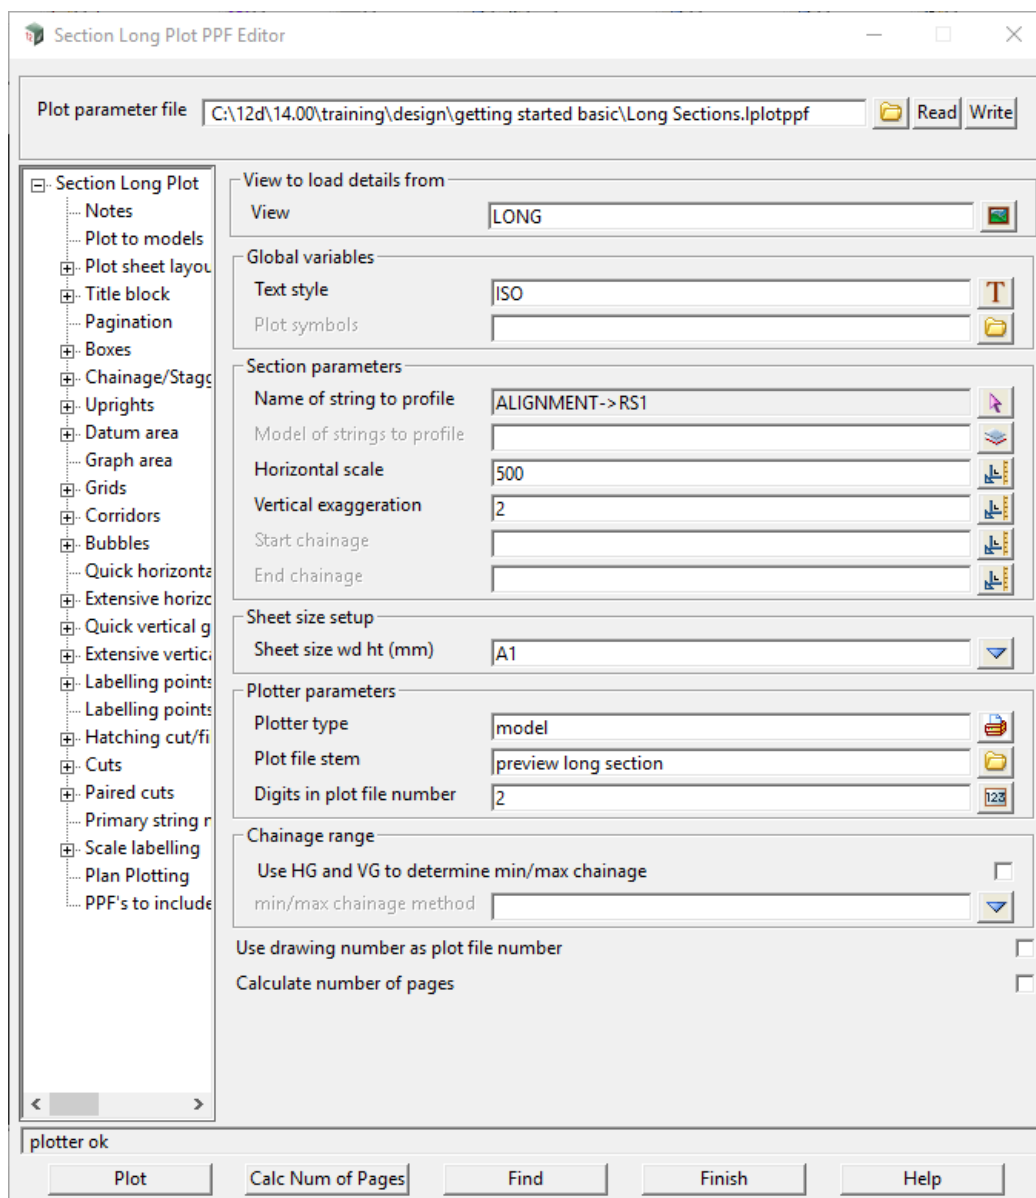 Section Long Plot PPF Editor
Plot parameter file C:\12d\14.00\training\design\getting started basic\Long Sections.lplotppf Read Write
Section Long Plot
Notes
Plot to models
Plot sheet layou
Title block
Pagination
Boxes
Chainage/Stagg
Uprights
Datum area
Graph area
Grids
Corridors
Bubbles
Quick horizonta
Extensive horizo
Quick vertical g
Extensive vertica
Labelling points
Labelling points
Hatching cut/fi
Cuts
Paired cuts
Primary string n
Scale labelling
Plan Plotting
PPF's to include
View to load details from
View LONG
Global variables
Text style ISO T
Plot symbols
Section parameters
Name of string to profile ALIGNMENT->RS1
Model of strings to profile
Horizontal scale 500
Vertical exaggeration 2
Start chainage
End chainage
Sheet size setup
Sheet size wd ht (mm) A1
Plotter parameters
Plotter type model
Plot file stem preview long section
Digits in plot file number 2 123
Chainage range
Use HG and VG to determine min/max chainage
min/max chainage method
Use drawing number as plot file number
Calculate number of pages
plotter ok
Plot Calc Num of Pages Find Finish Help